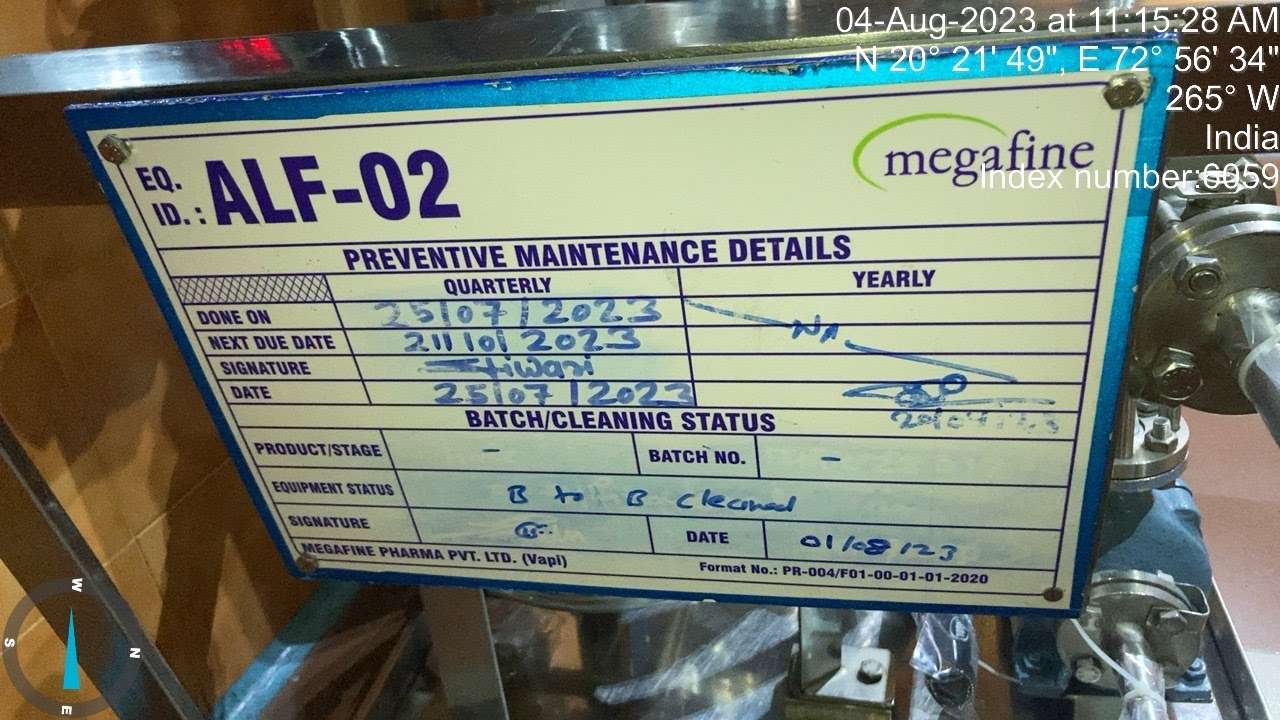 04-Aug-2023 at 11:15:28 AM
N 20° 21' 49", E 72° 56' 34"
265° W
India
Index number:6059
megafine
EQ. ID. : ALF-02
PREVENTIVE MAINTENANCE DETAILS
QUARTERLY YEARLY
DONE ON 25/07/2023
NEXT DUE DATE 21/10/2023 NA
SIGNATURE Tiwari
DATE 25/07/2023
BATCH/CLEANING STATUS
PRODUCT/STAGE - BATCH NO. -
EQUIPMENT STATUS B to B cleaned
SIGNATURE DATE 01/08/23
MEGAFINE PHARMA PVT. LTD. (Vapi) Format No.: PR-004/F01-00-01-01-2020
W
S N
E